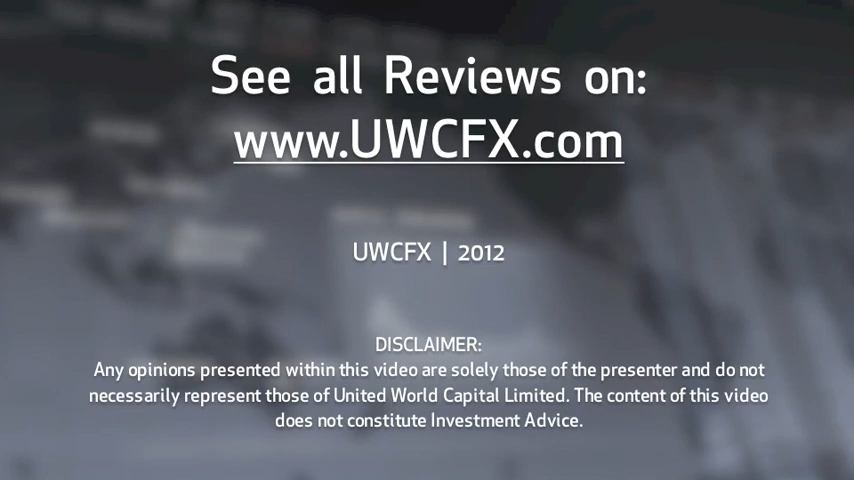 See all Reviews on:
www.UWCFX.com
UWCFX | 2012
DISCLAIMER:
Any opinions presented within this video are solely those of the presenter and do not
necessarily represent those of United World Capital Limited. The content of this video
does not constitute Investment Advice.